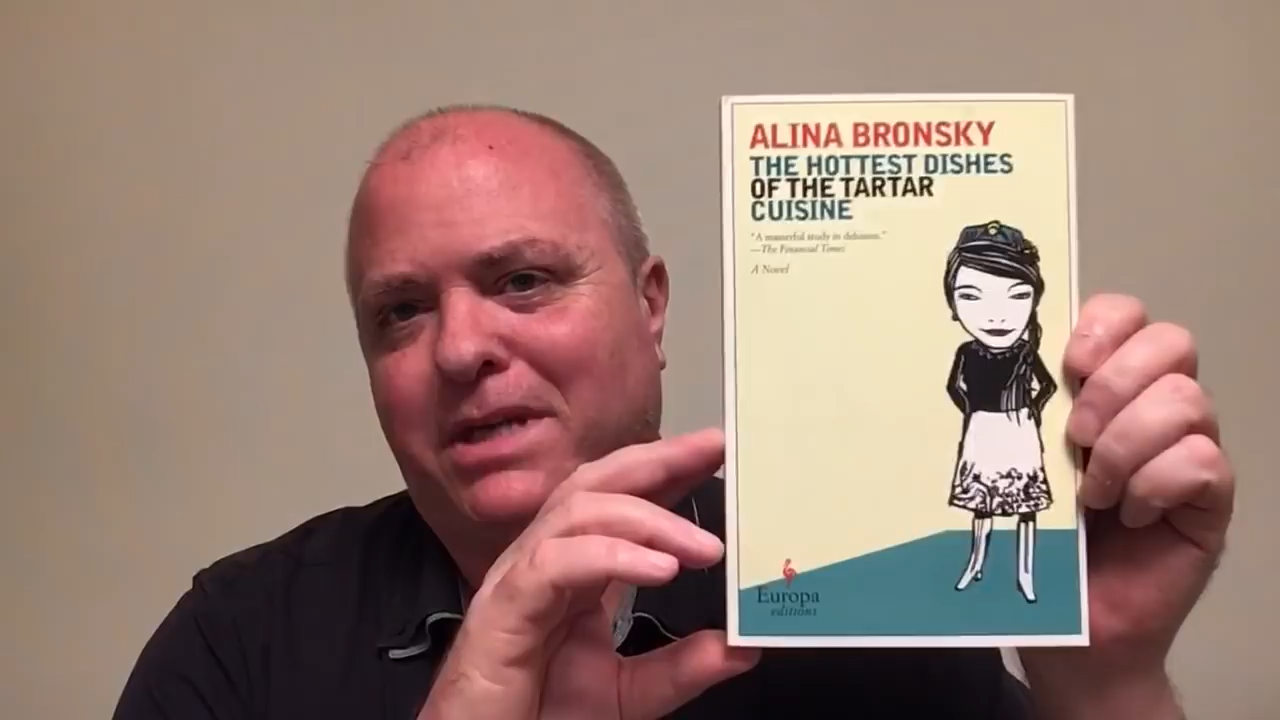 ALINA BRONSKY
THE HOTTEST DISHES
OF THE TARTAR
CUISINE
"A masterful study in delusion."
—The Financial Times
A Novel
Europa
editions